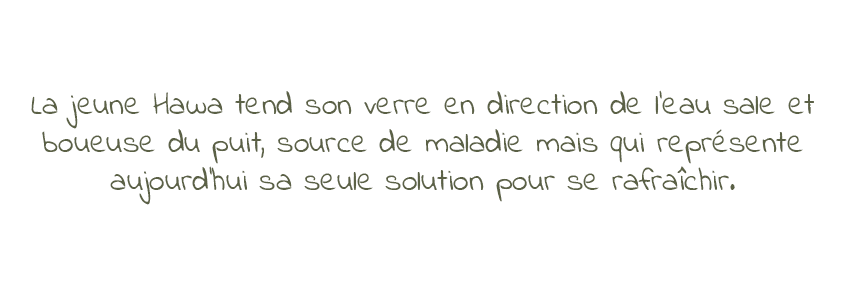 La jeune Hawa tend son verre en direction de l'eau sale et
boueuse du puit, source de maladie mais qui représente
aujourd'hui sa seule solution pour se rafraîchir.